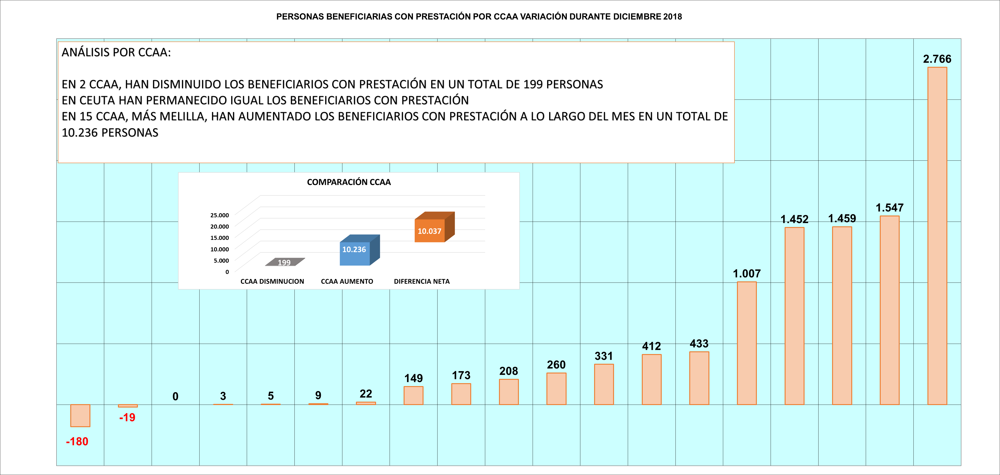 PERSONAS BENEFICIARIAS CON PRESTACIÓN POR CCAA VARIACIÓN DURANTE DICIEMBRE 2018
ANÁLISIS POR CCAA:
EN 2 CCAA, HAN DISMINUIDO LOS BENEFICIARIOS CON PRESTACIÓN EN UN TOTAL DE 199 PERSONAS
EN CEUTA HAN PERMANECIDO IGUAL LOS BENEFICIARIOS CON PRESTACIÓN
EN 15 CCAA, MÁS MELILLA, HAN AUMENTADO LOS BENEFICIARIOS CON PRESTACIÓN A LO LARGO DEL MES EN UN TOTAL DE
10.236 PERSONAS
COMPARACIÓN CCAA
25.000
20.000
15.000
10.000
5.000
0
199
10.236
10.037
CCAA DISMINUCION
CCAA AUMENTO
DIFERENCIA NETA
-180
-19
0
3
5
9
22
149
173
208
260
331
412
433
1.007
1.452
1.459
1.547
2.766